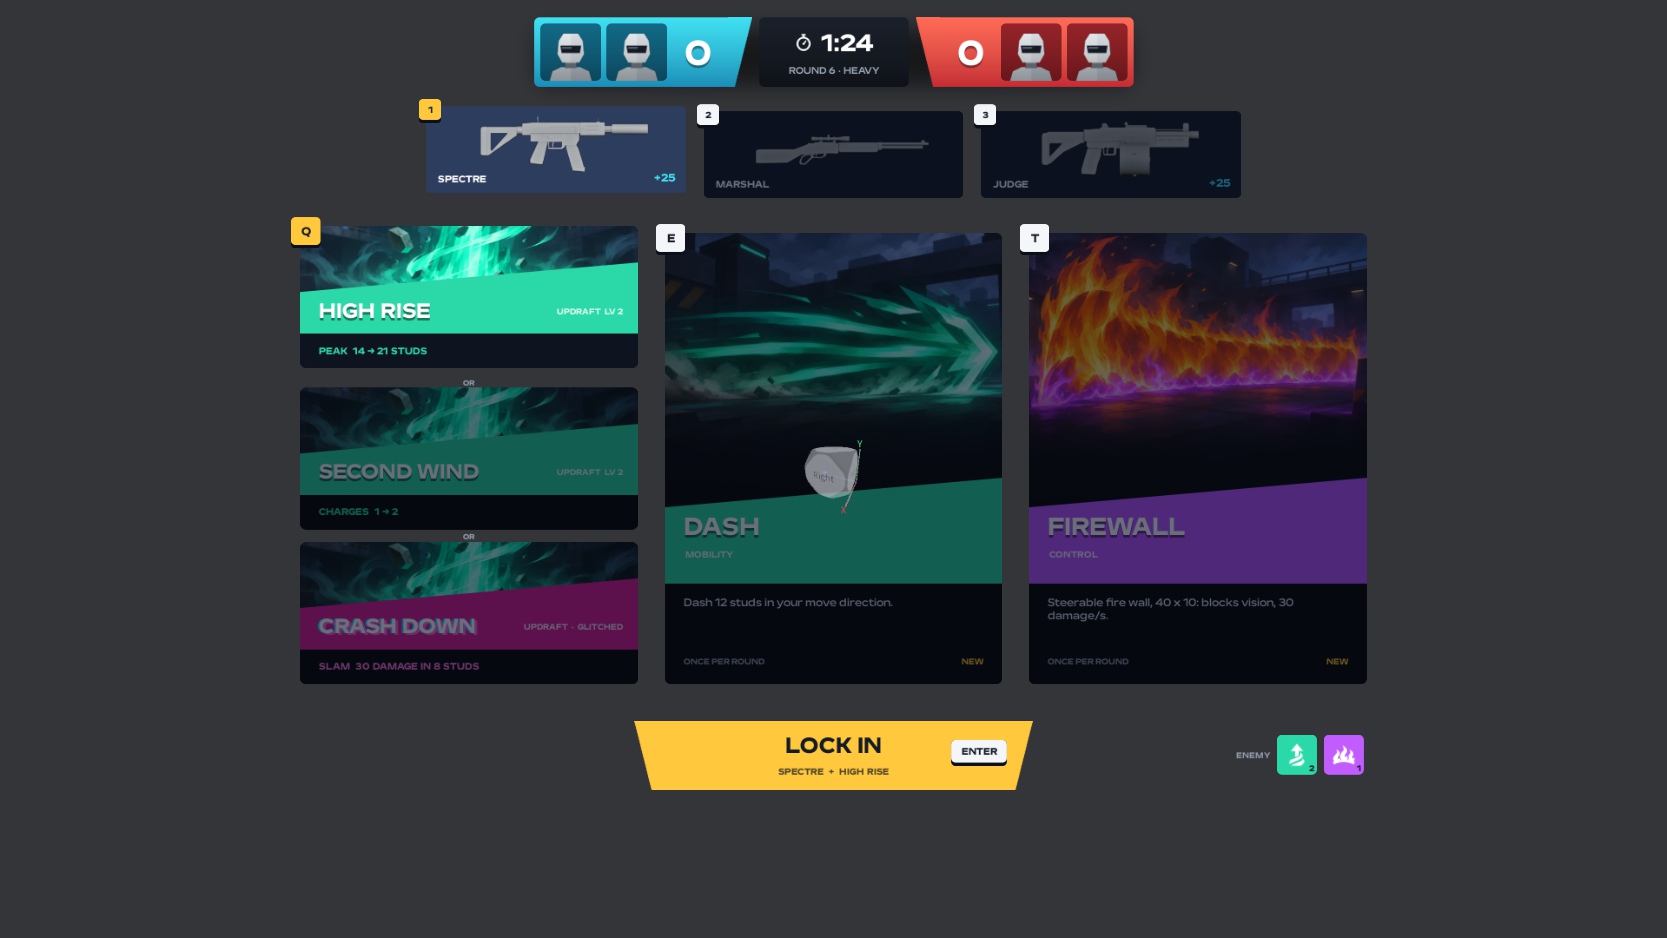 0
1:24
ROUND 6 · HEAVY
0
1
SPECTRE
+25
2
MARSHAL
3
JUDGE
+25
Q
HIGH RISE
UPDRAFT LV 2
PEAK 14 → 21 STUDS
OR
SECOND WIND
UPDRAFT LV 2
CHARGES 1 → 2
OR
CRASH DOWN
UPDRAFT · GLITCHED
SLAM 30 DAMAGE IN 8 STUDS
E
Right
Y
X
DASH
MOBILITY
Dash 12 studs in your move direction.
ONCE PER ROUND
NEW
T
FIREWALL
CONTROL
Steerable fire wall, 40 x 10: blocks vision, 30
damage/s.
ONCE PER ROUND
NEW
LOCK IN
SPECTRE + HIGH RISE
ENTER
ENEMY
2
1